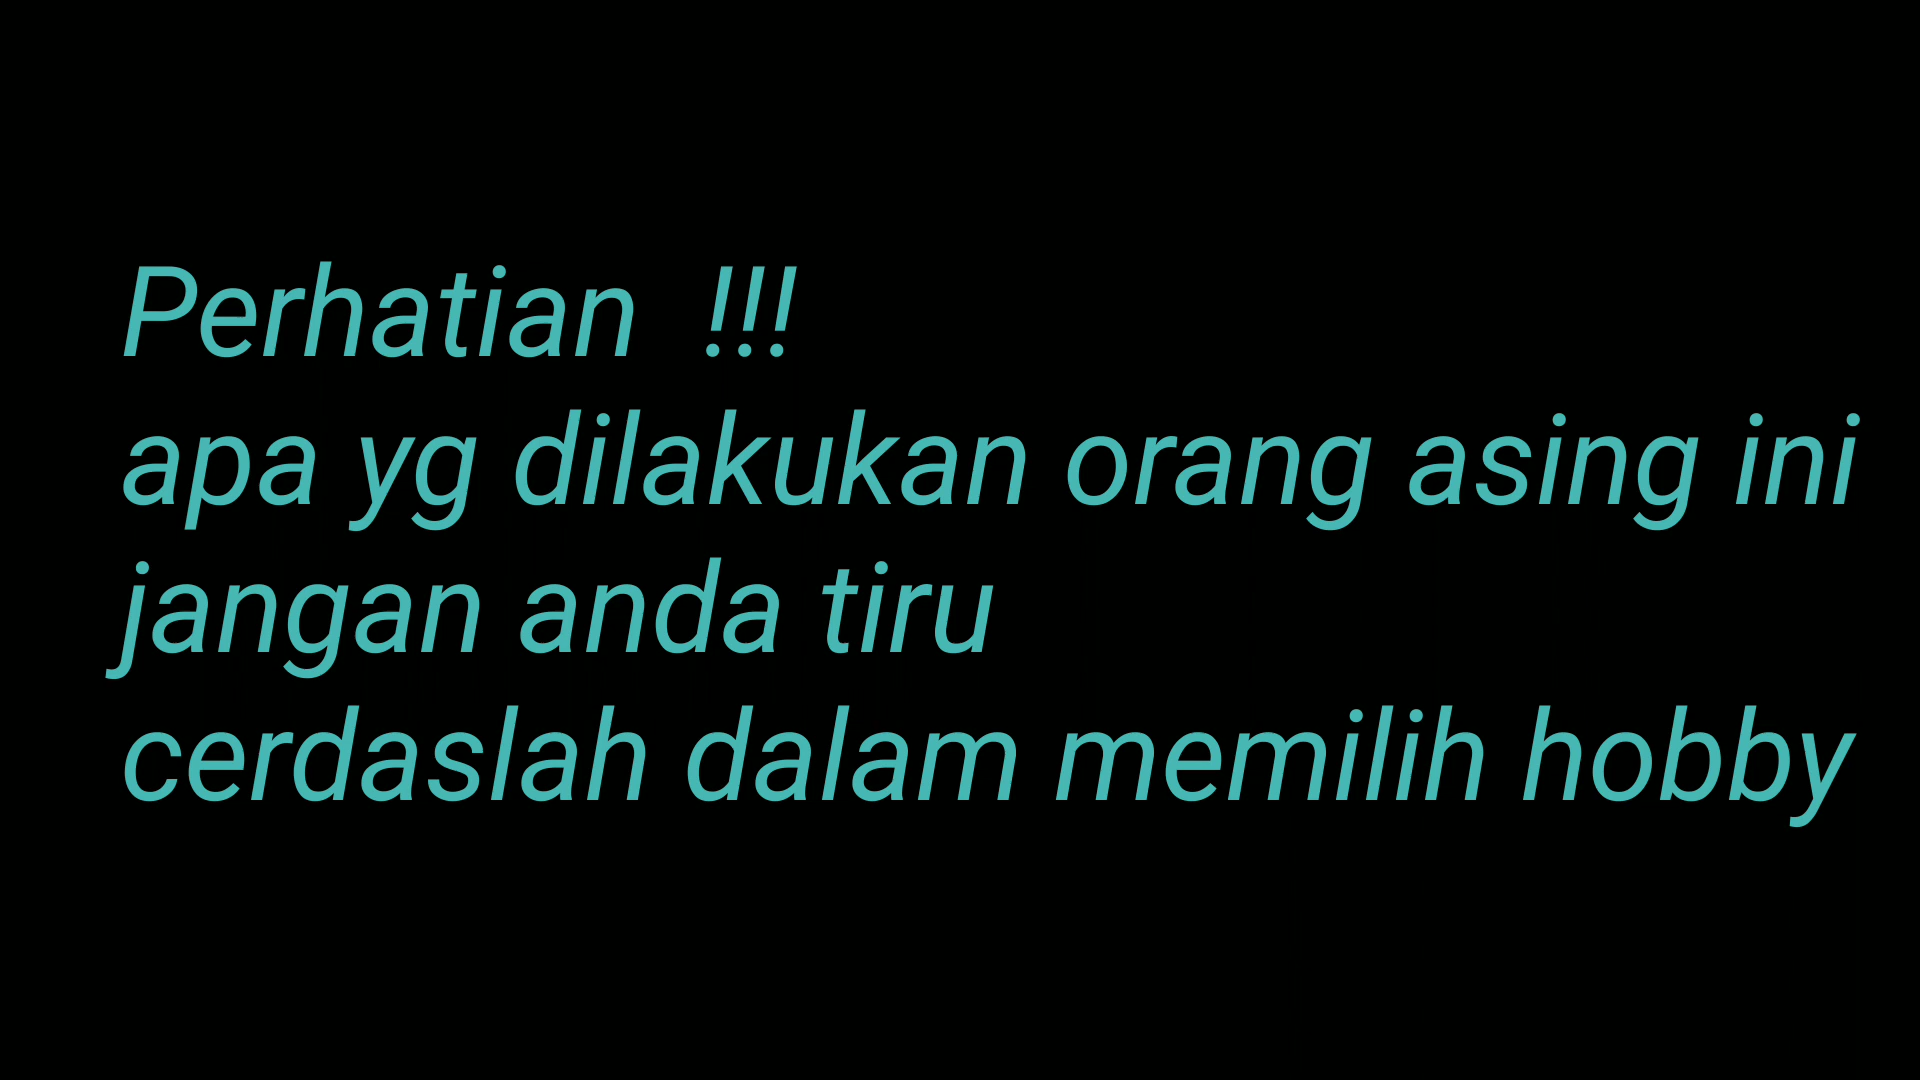 Perhatian  !!!
apa yg dilakukan orang asing ini
jangan anda tiru
cerdaslah dalam memilih hobby